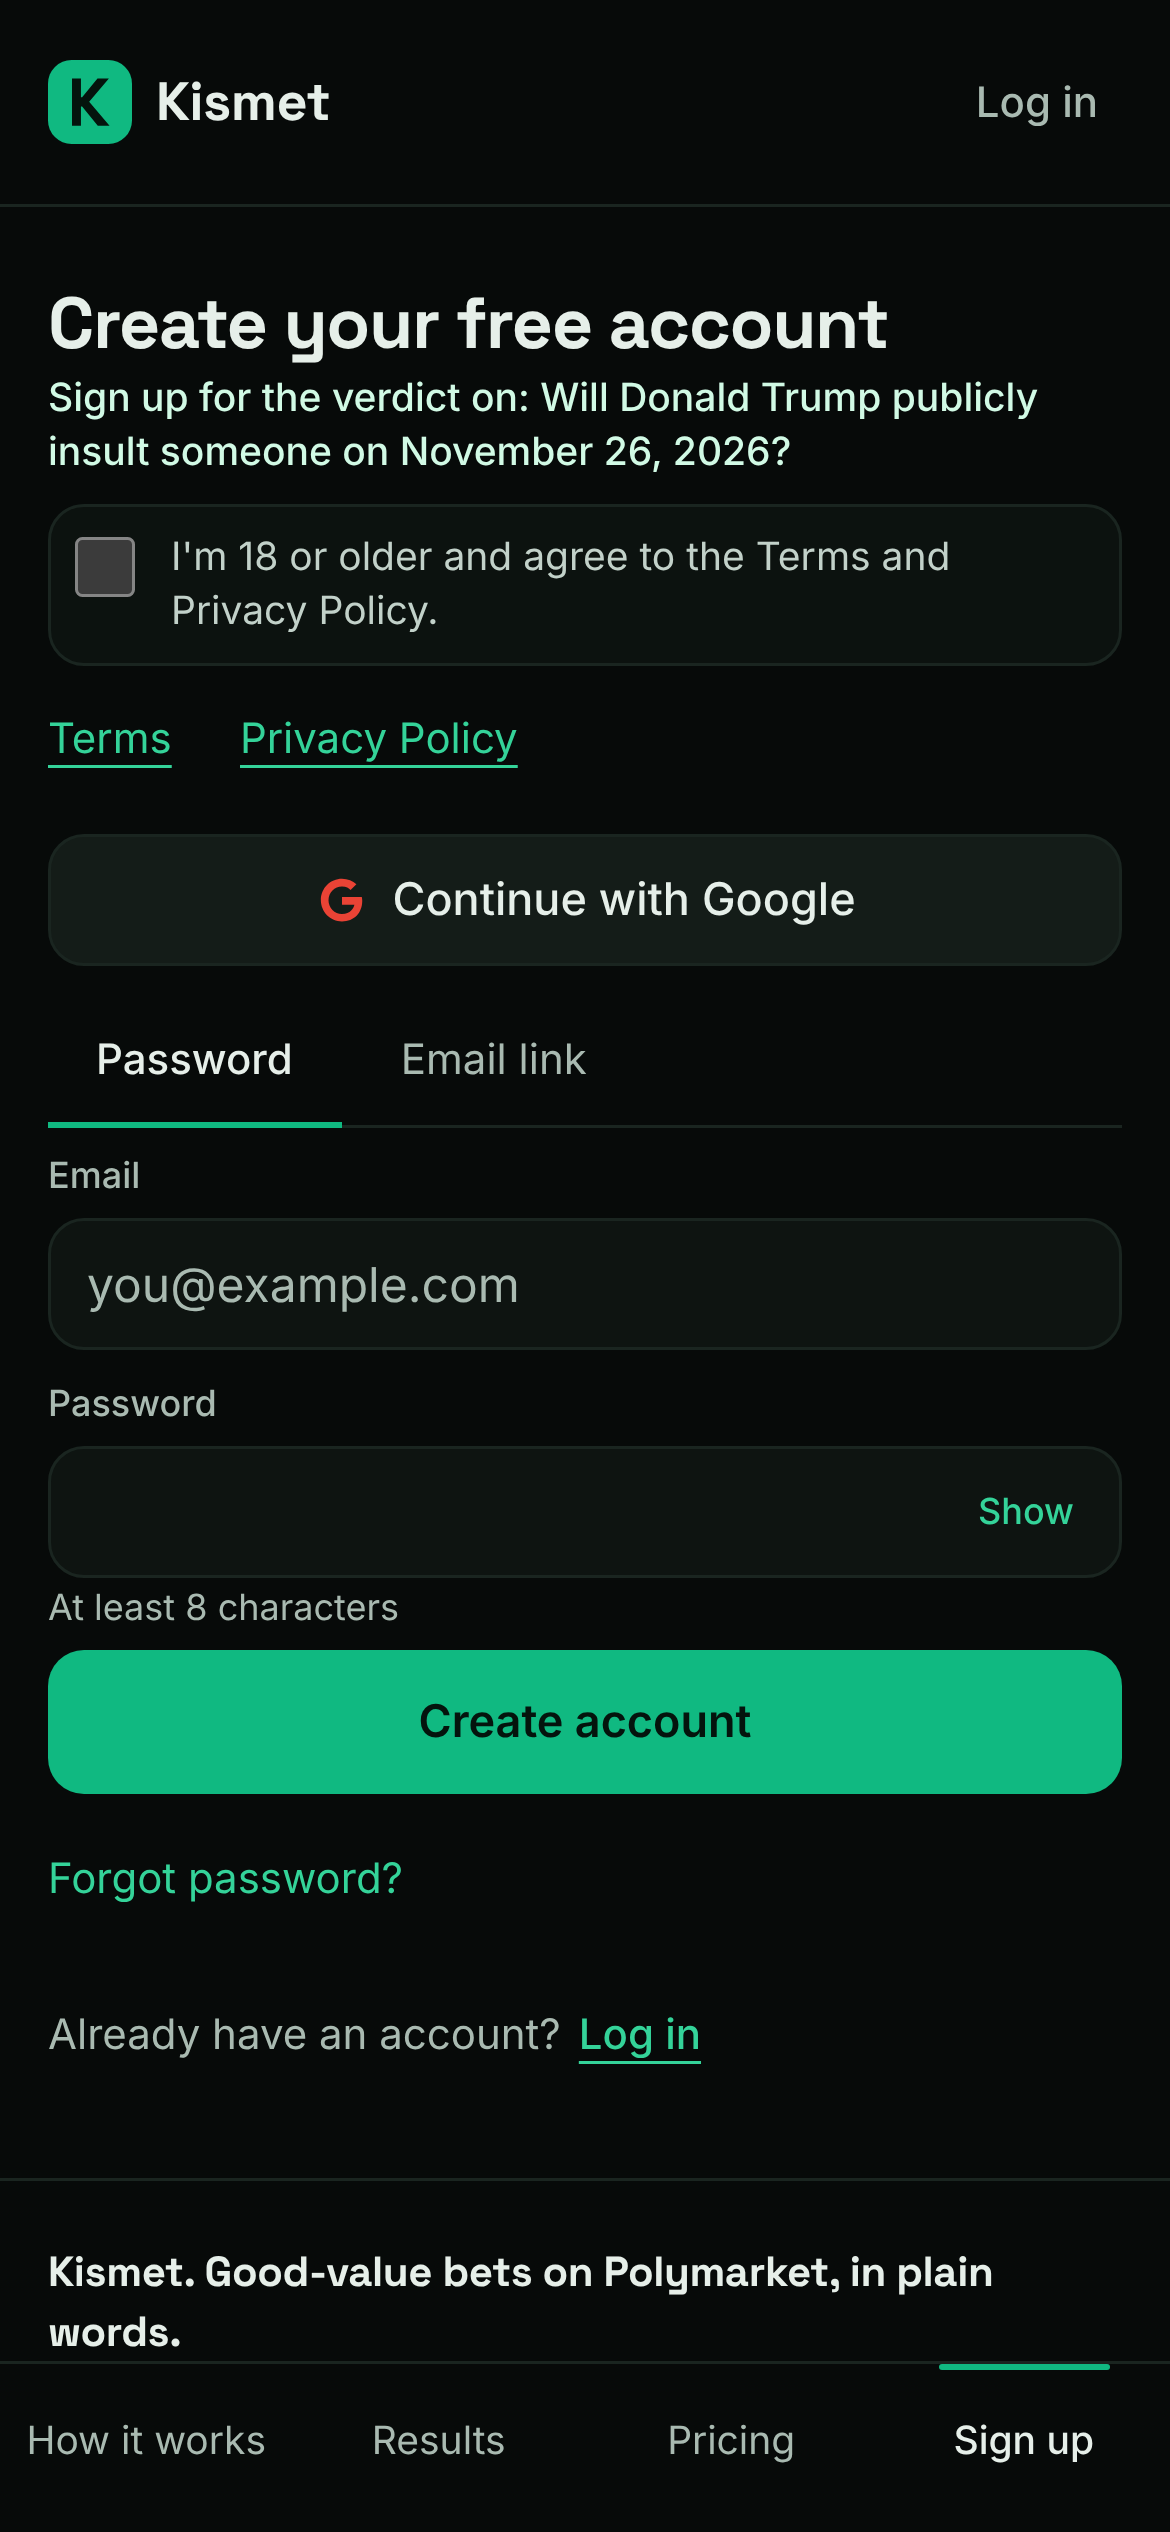 K Kismet
Log in
Create your free account
Sign up for the verdict on: Will Donald Trump publicly
insult someone on November 26, 2026?
I'm 18 or older and agree to the Terms and
Privacy Policy.
Terms Privacy Policy
G Continue with Google
Password Email link
Email
you@example.com
Password
Show
At least 8 characters
Create account
Forgot password?
Already have an account? Log in
Kismet. Good-value bets on Polymarket, in plain
words.
How it works Results Pricing Sign up